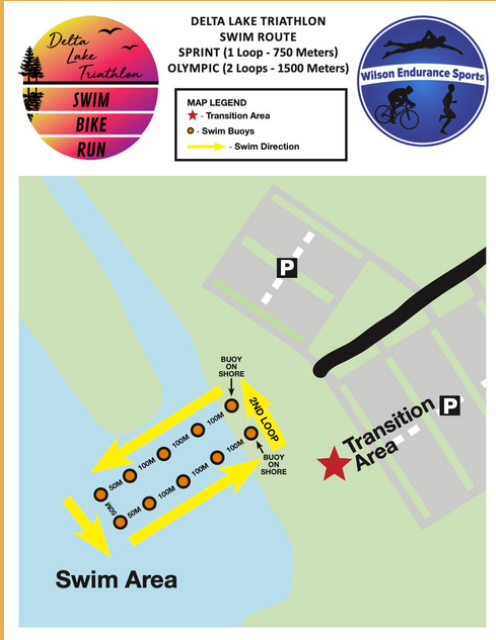 Delta
Lake
Triathlon
SWIM
BIKE
RUN
DELTA LAKE TRIATHLON
SWIM ROUTE
SPRINT (1 Loop - 750 Meters)
OLYMPIC (2 Loops - 1500 Meters)
MAP LEGEND
- Transition Area
- Swim Buoys
- Swim Direction
Wilson Endurance Sports
P
BUOY
ON
SHORE
2ND LOOP
100M
100M
100M
50M
50M
50M
100M
100M
100M
BUOY
ON
SHORE
Transition
Area
P
Swim Area